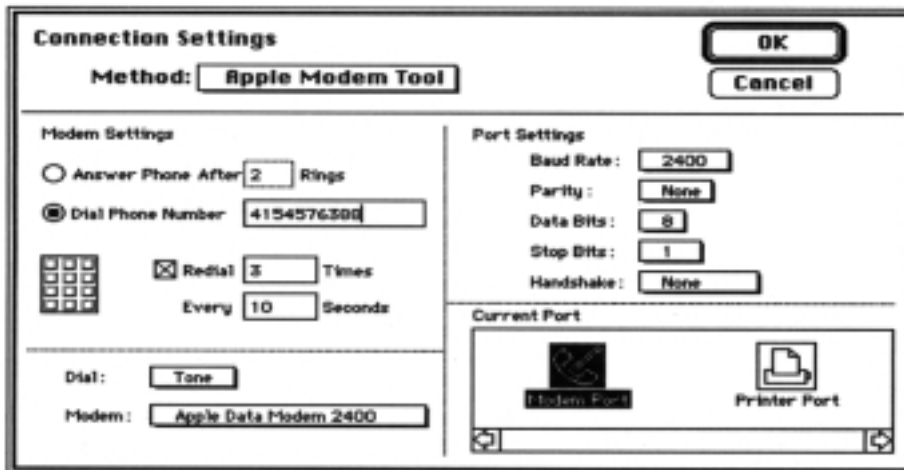 Connection Settings
OK
Method: Apple Modem Tool
Cancel
Modem Settings
Answer Phone After 2 Rings
Dial Phone Number 4154576388
Redial 3 Times
Every 10 Seconds
Dial: Tone
Modem: Apple Data Modem 2400
Port Settings
Baud Rate: 2400
Parity: None
Data Bits: 8
Stop Bits: 1
Handshake: None
Current Port
Modem Port
Printer Port